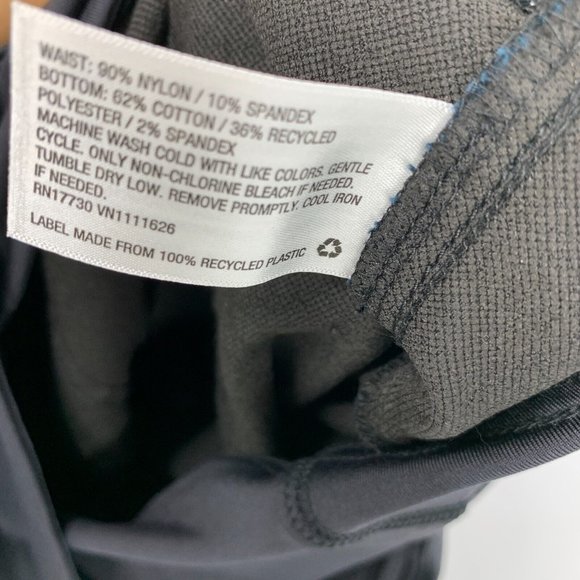 WAIST: 90% NYLON / 10% SPANDEX
BOTTOM: 62% COTTON / 36% RECYCLED
POLYESTER / 2% SPANDEX
MACHINE WASH COLD WITH LIKE COLORS. GENTLE
CYCLE. ONLY NON-CHLORINE BLEACH IF NEEDED.
TUMBLE DRY LOW. REMOVE PROMPTLY. COOL IRON
IF NEEDED.
RN17730 VN1111626
LABEL MADE FROM 100% RECYCLED PLASTIC